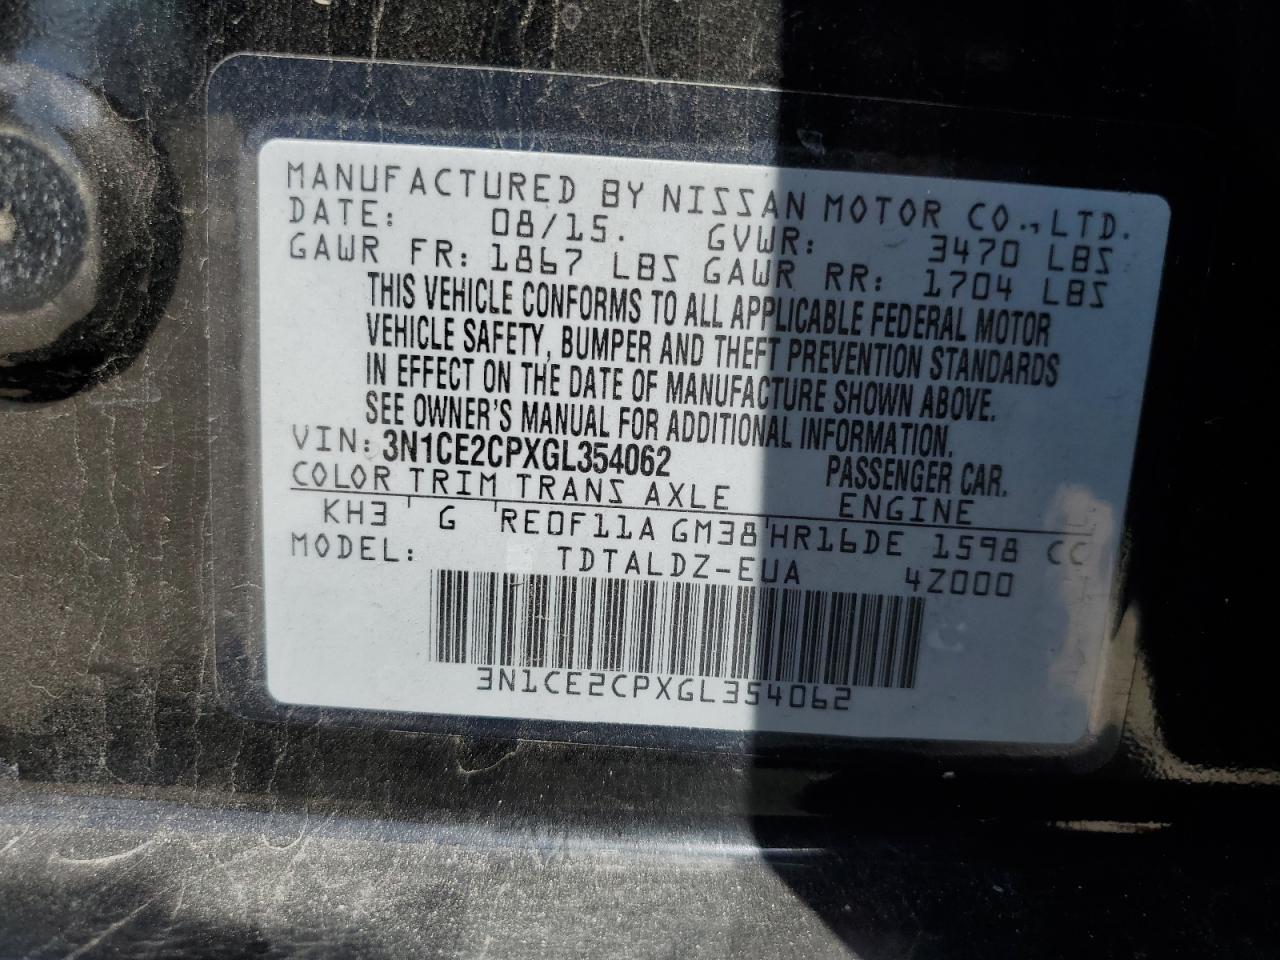 MANUFACTURED BY NISSAN MOTOR CO., LTD.
DATE: 08/15. GVWR: 3470 LBS
GAWR FR: 1867 LBS GAWR RR: 1704 LBS
THIS VEHICLE CONFORMS TO ALL APPLICABLE FEDERAL MOTOR
VEHICLE SAFETY, BUMPER AND THEFT PREVENTION STANDARDS
IN EFFECT ON THE DATE OF MANUFACTURE SHOWN ABOVE.
SEE OWNER'S MANUAL FOR ADDITIONAL INFORMATION.
VIN: 3N1CE2CPXGL354062 PASSENGER CAR.
COLOR TRIM TRANS AXLE ENGINE
KH3 G RE0F11A GM38 HR16DE 1598 CC
MODEL: TDTALDZ-EUA 4Z000
3N1CE2CPXGL354062